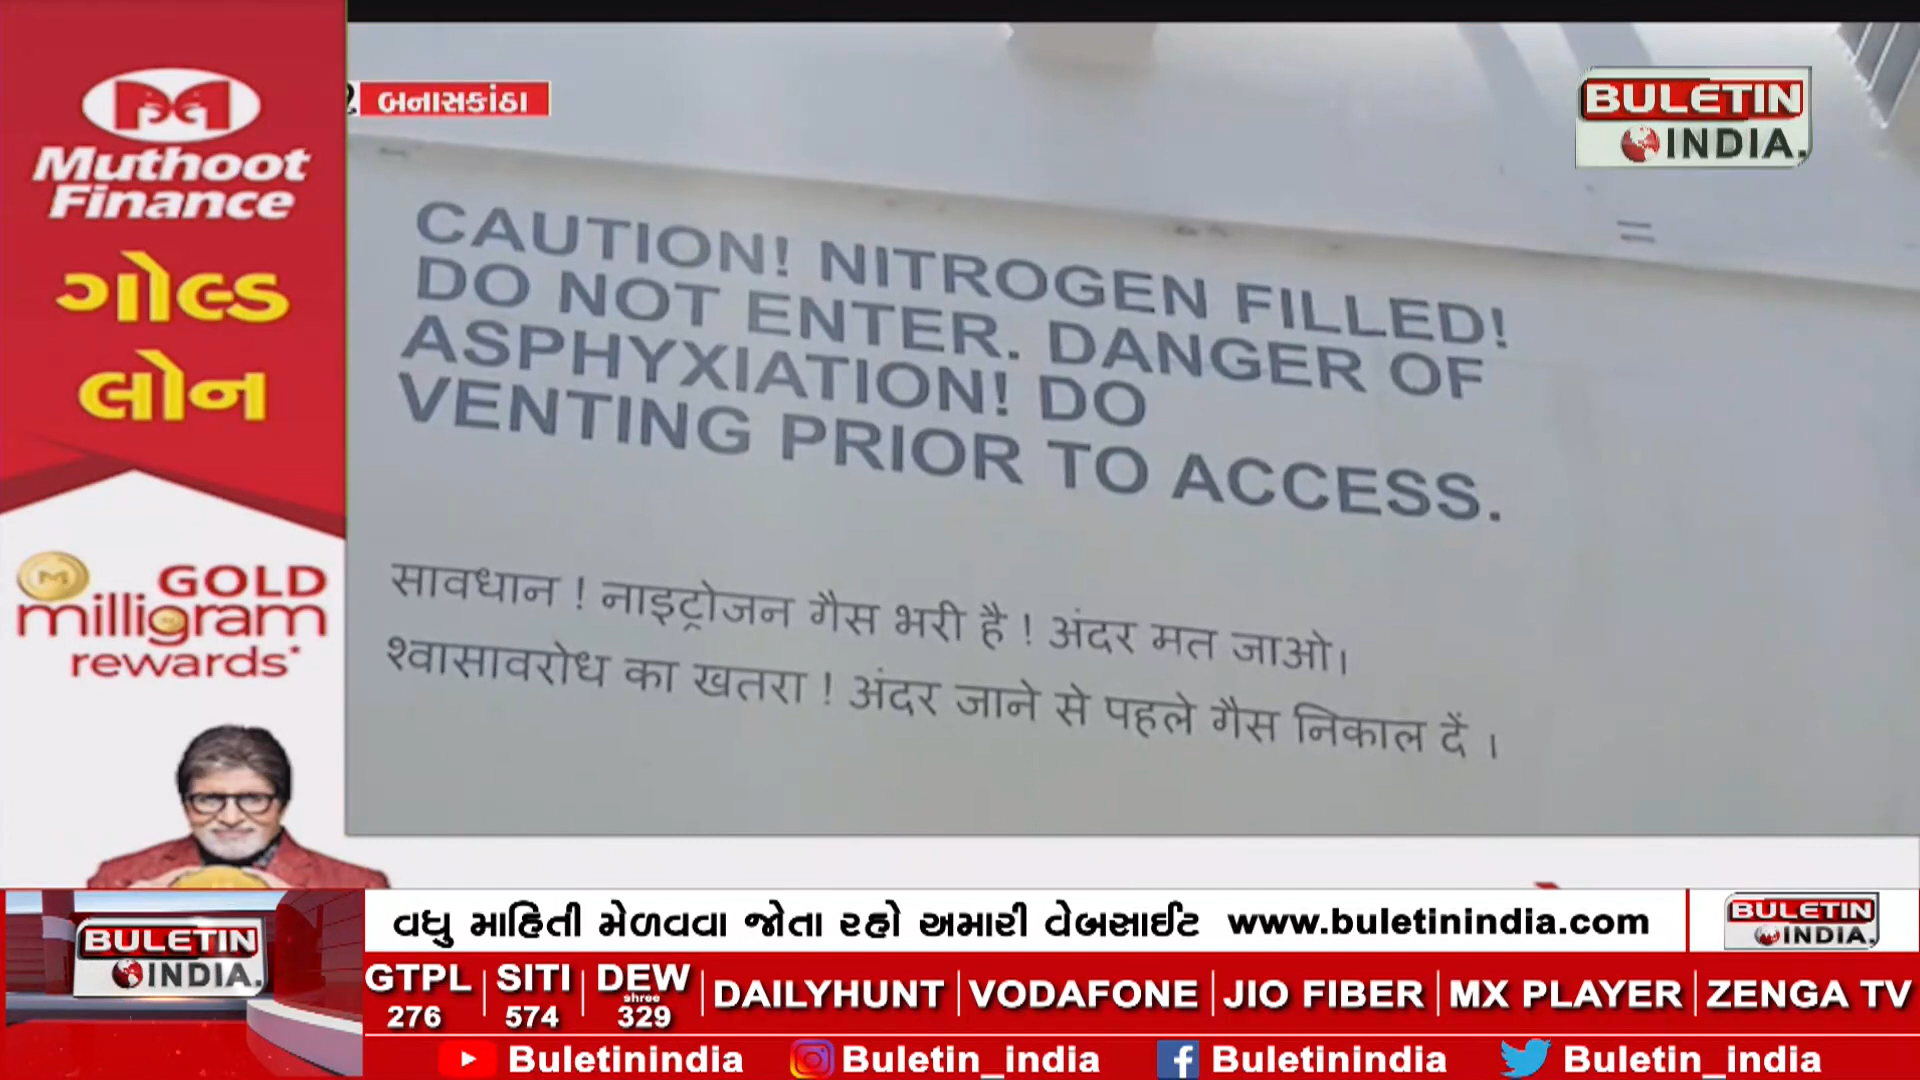 Muthoot
Finance
ગોલ્ડ
લોન
GOLD
milligram
rewards*
બનાસકાંઠા
BULETIN
INDIA.
CAUTION! NITROGEN FILLED!
DO NOT ENTER. DANGER OF
ASPHYXIATION! DO
VENTING PRIOR TO ACCESS.
सावधान ! नाइट्रोजन गैस भरी है ! अंदर मत जाओ।
श्वासावरोध का खतरा ! अंदर जाने से पहले गैस निकाल दें ।
BULETIN
INDIA.
વધુ માહિતી મેળવવા જોતા રહો અમારી વેબસાઈટ www.buletinindia.com
BULETIN
INDIA.
GTPL 276 SITI 574 DEW shree 329 DAILYHUNT VODAFONE JIO FIBER MX PLAYER ZENGA TV
Buletinindia Buletin_india Buletinindia Buletin_india